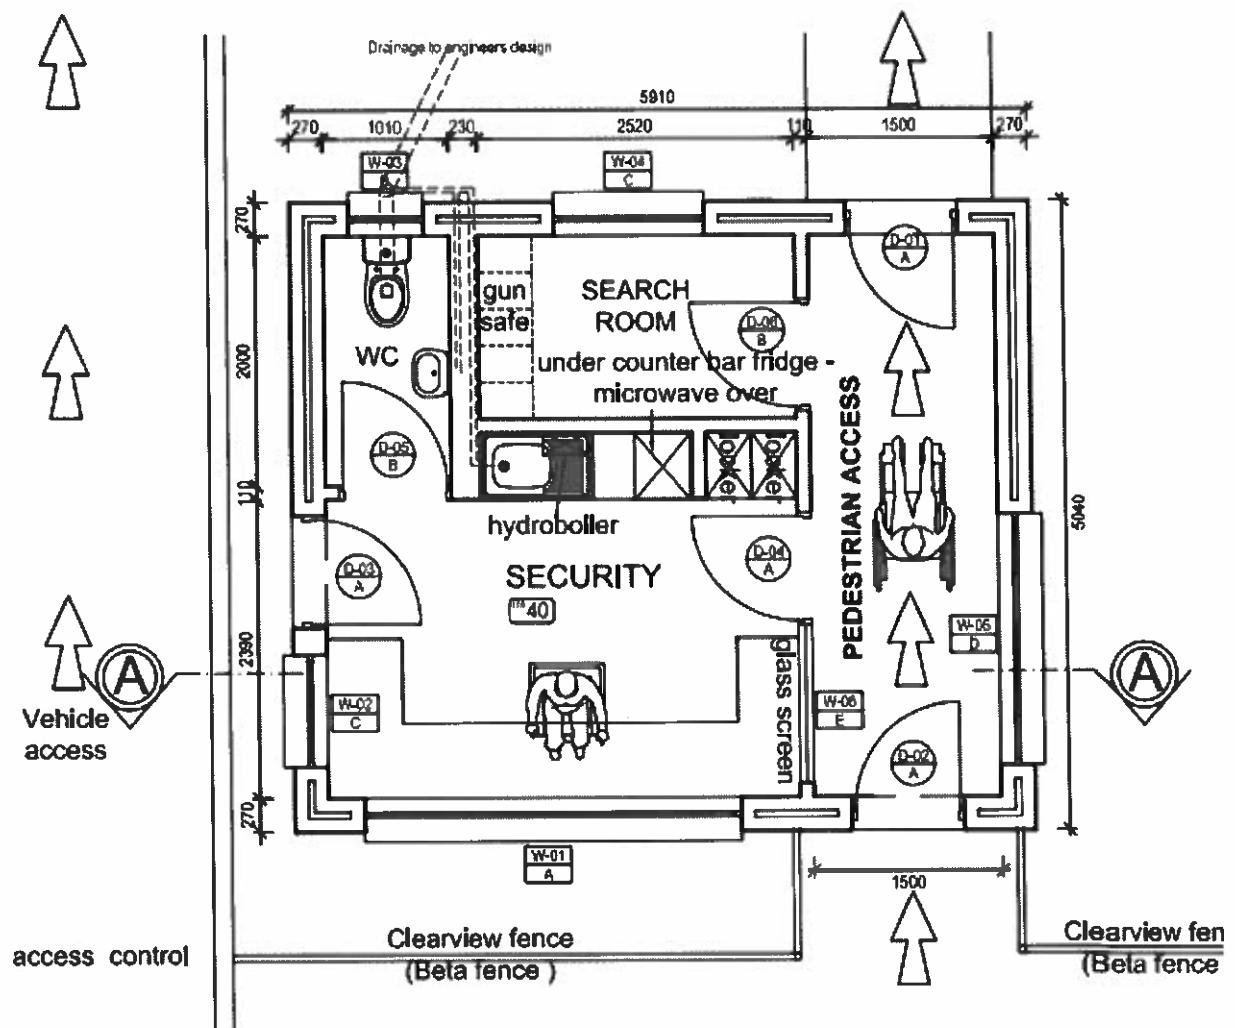 Drainage to engineers design
5910
270
1010
230
2520
110
1500
270
W-03
W-04
C
270
D-01
A
gun
safe
SEARCH
ROOM
D-06
B
WC
under counter bar fridge -
microwave over
2000
PEDESTRIAN ACCESS
D-05
B
110
hydroboiler
5040
D-03
A
SECURITY
D-04
A
40
2390
W-05
D
glass screen
A
A
W-02
C
W-06
E
Vehicle
access
D-02
A
270
W-01
A
1500
Clearview fence
(Beta fence )
access control
Clearview fen
(Beta fence